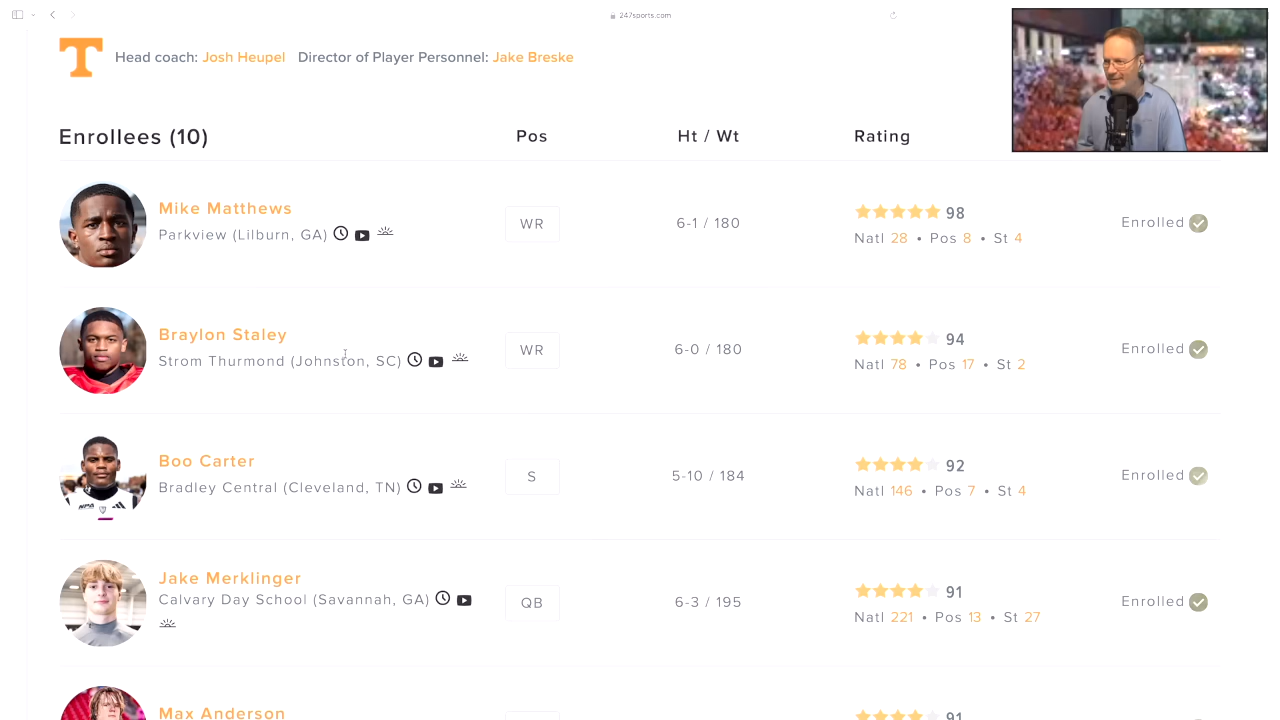 247sports.com
T
Head coach: Josh Heupel Director of Player Personnel: Jake Breske
Enrollees (10) Pos Ht / Wt Rating
Mike Matthews
Parkview (Lilburn, GA)
WR
6-1 / 180
98
Natl 28 • Pos 8 • St 4
Enrolled
Braylon Staley
Strom Thurmond (Johnston, SC)
WR
6-0 / 180
94
Natl 78 • Pos 17 • St 2
Enrolled
Boo Carter
Bradley Central (Cleveland, TN)
S
5-10 / 184
92
Natl 146 • Pos 7 • St 4
Enrolled
Jake Merklinger
Calvary Day School (Savannah, GA)
QB
6-3 / 195
91
Natl 221 • Pos 13 • St 27
Enrolled
Max Anderson
91